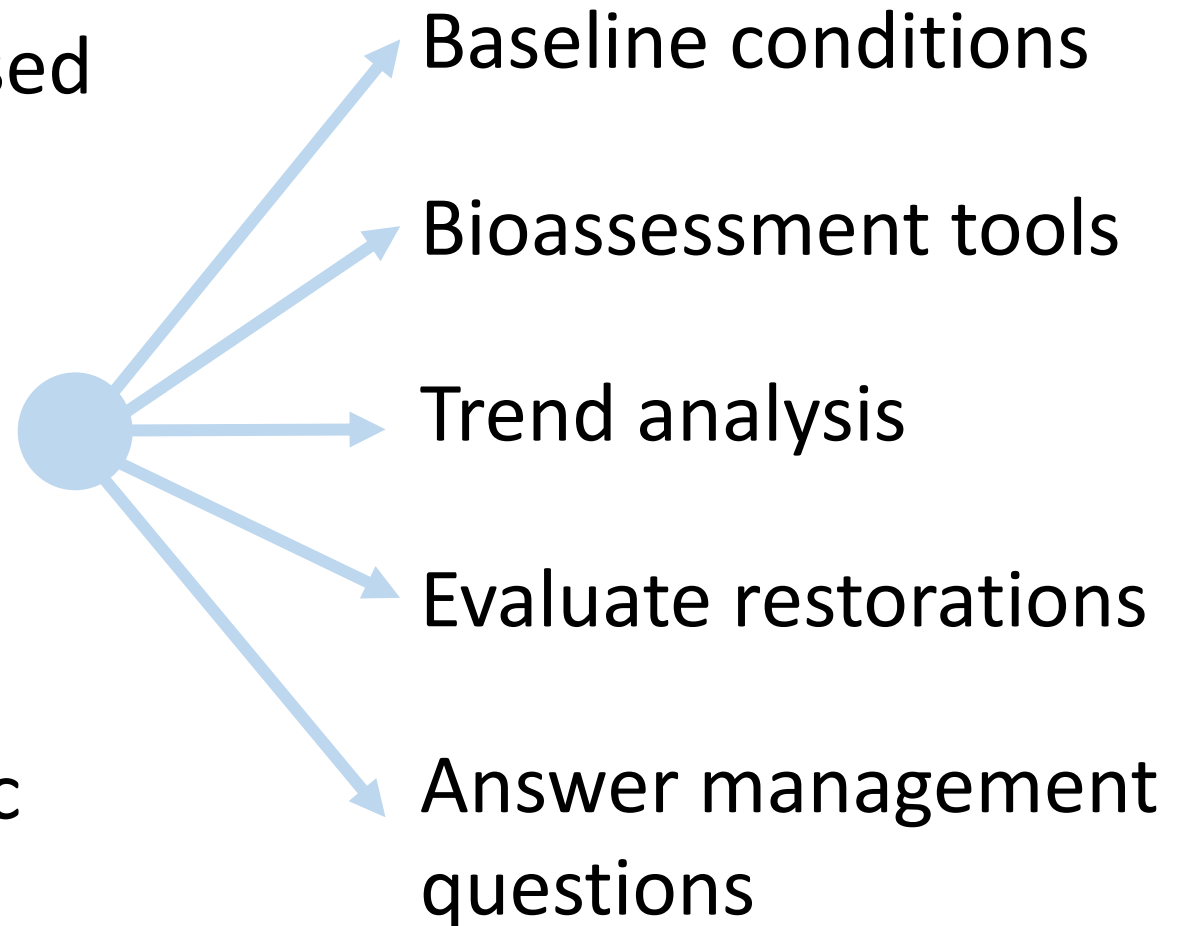 Baseline conditions
Bioassessment tools
Trend analysis
Evaluate restorations
Answer management
questions